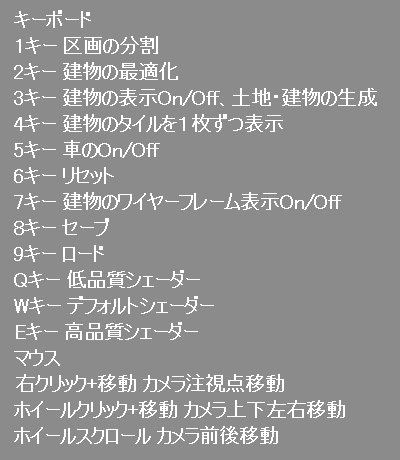 キーボード
1キー 区画の分割
2キー 建物の最適化
3キー 建物の表示On/Off、土地・建物の生成
4キー 建物のタイルを1枚ずつ表示
5キー 車のOn/Off
6キー リセット
7キー 建物のワイヤーフレーム表示On/Off
8キー セーブ
9キー ロード
Qキー 低品質シェーダー
Wキー デフォルトシェーダー
Eキー 高品質シェーダー
マウス
右クリック+移動 カメラ注視点移動
ホイールクリック+移動 カメラ上下左右移動
ホイールスクロール カメラ前後移動